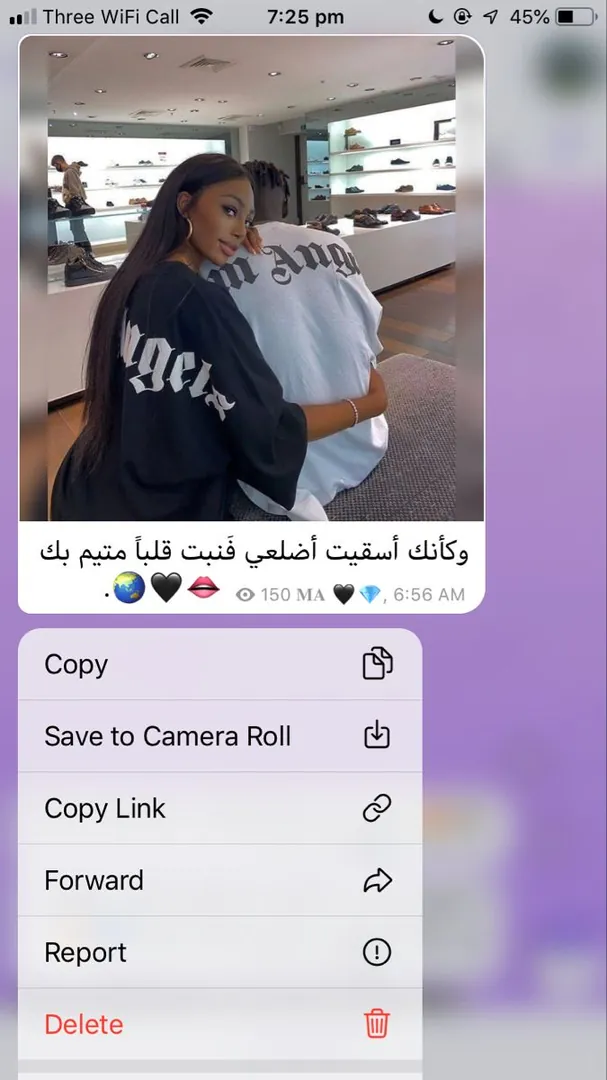 Three WiFi Call 7:25 pm 45%
m Ange
ngels
وكأنك أسقيت أضلعي فَنبت قلباً متيم بك
👄🖤🌏.
150 𝐌𝐀 🖤💎, 6:56 AM
Copy
Save to Camera Roll
Copy Link
Forward
Report
Delete